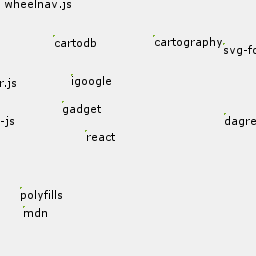 wheelnav.js
cartodb
cartography
svg-fo
igoogle
r.js
gadget
-js
dagre
react
polyfills
mdn